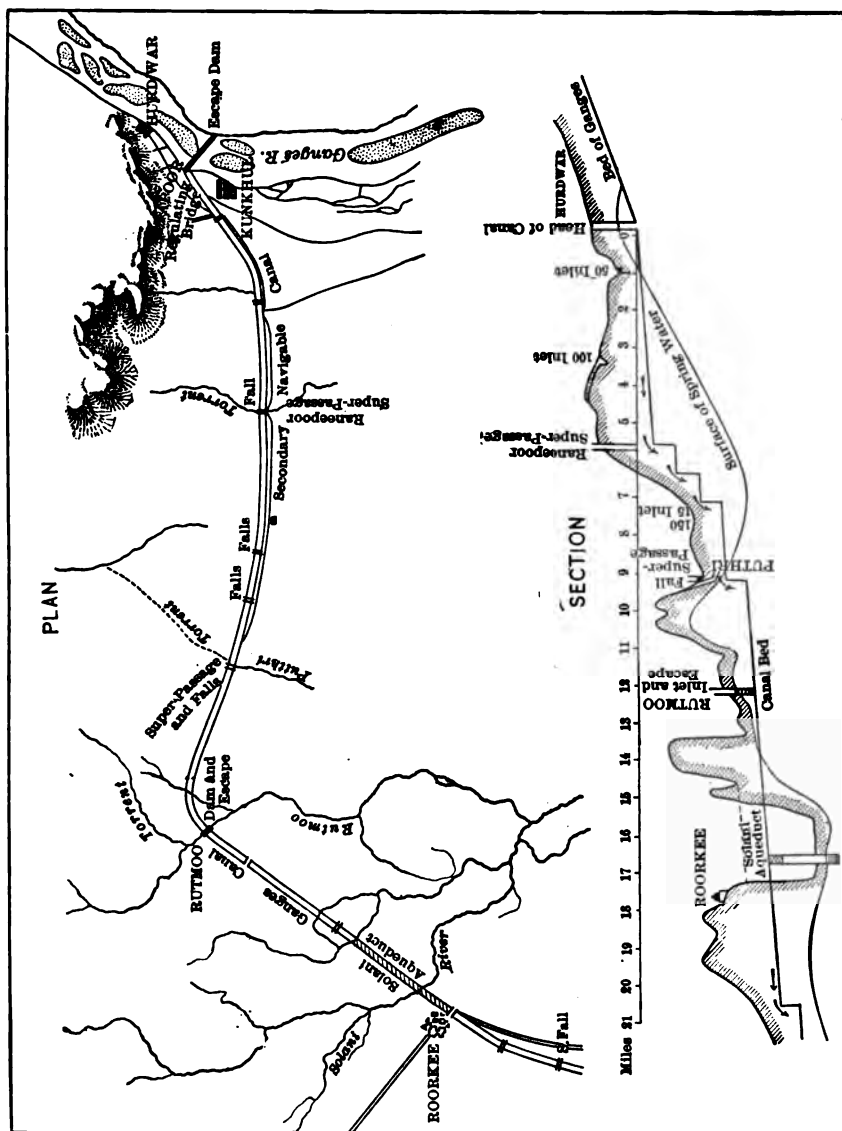 PLAN
HURDWAR
Escape Dam
Ganges R.
KUNKHUL
Regulating
Bridge
Canal
Navigable
Secondary
Torrent
Fall
Raneepoor
Super-Passage
Falls
Falls
Torrent
Puthri
Super-Passage
and Falls
Torrent
Dam and
Escape
RUTMOO
Rutmoo
Canal
Ganges
Solani
Aqueduct
River
Solani
ROORKEE
S. Fall
SECTION
HURDWAR
Bed of Ganges
Head of Canal
50 Inlet
100 Inlet
Raneepoor
Super-Passage
Surface of Spring Water
150
15 Inlet
Fall
Super-
Passage
PUTHRI
RUTMOO
Inlet and
Escape
Canal Bed
Solani
Aqueduct
ROORKEE
Miles 21 20 19 18 17 16 15 14 13 12 11 10 9 8 7 5 4 3 2 0